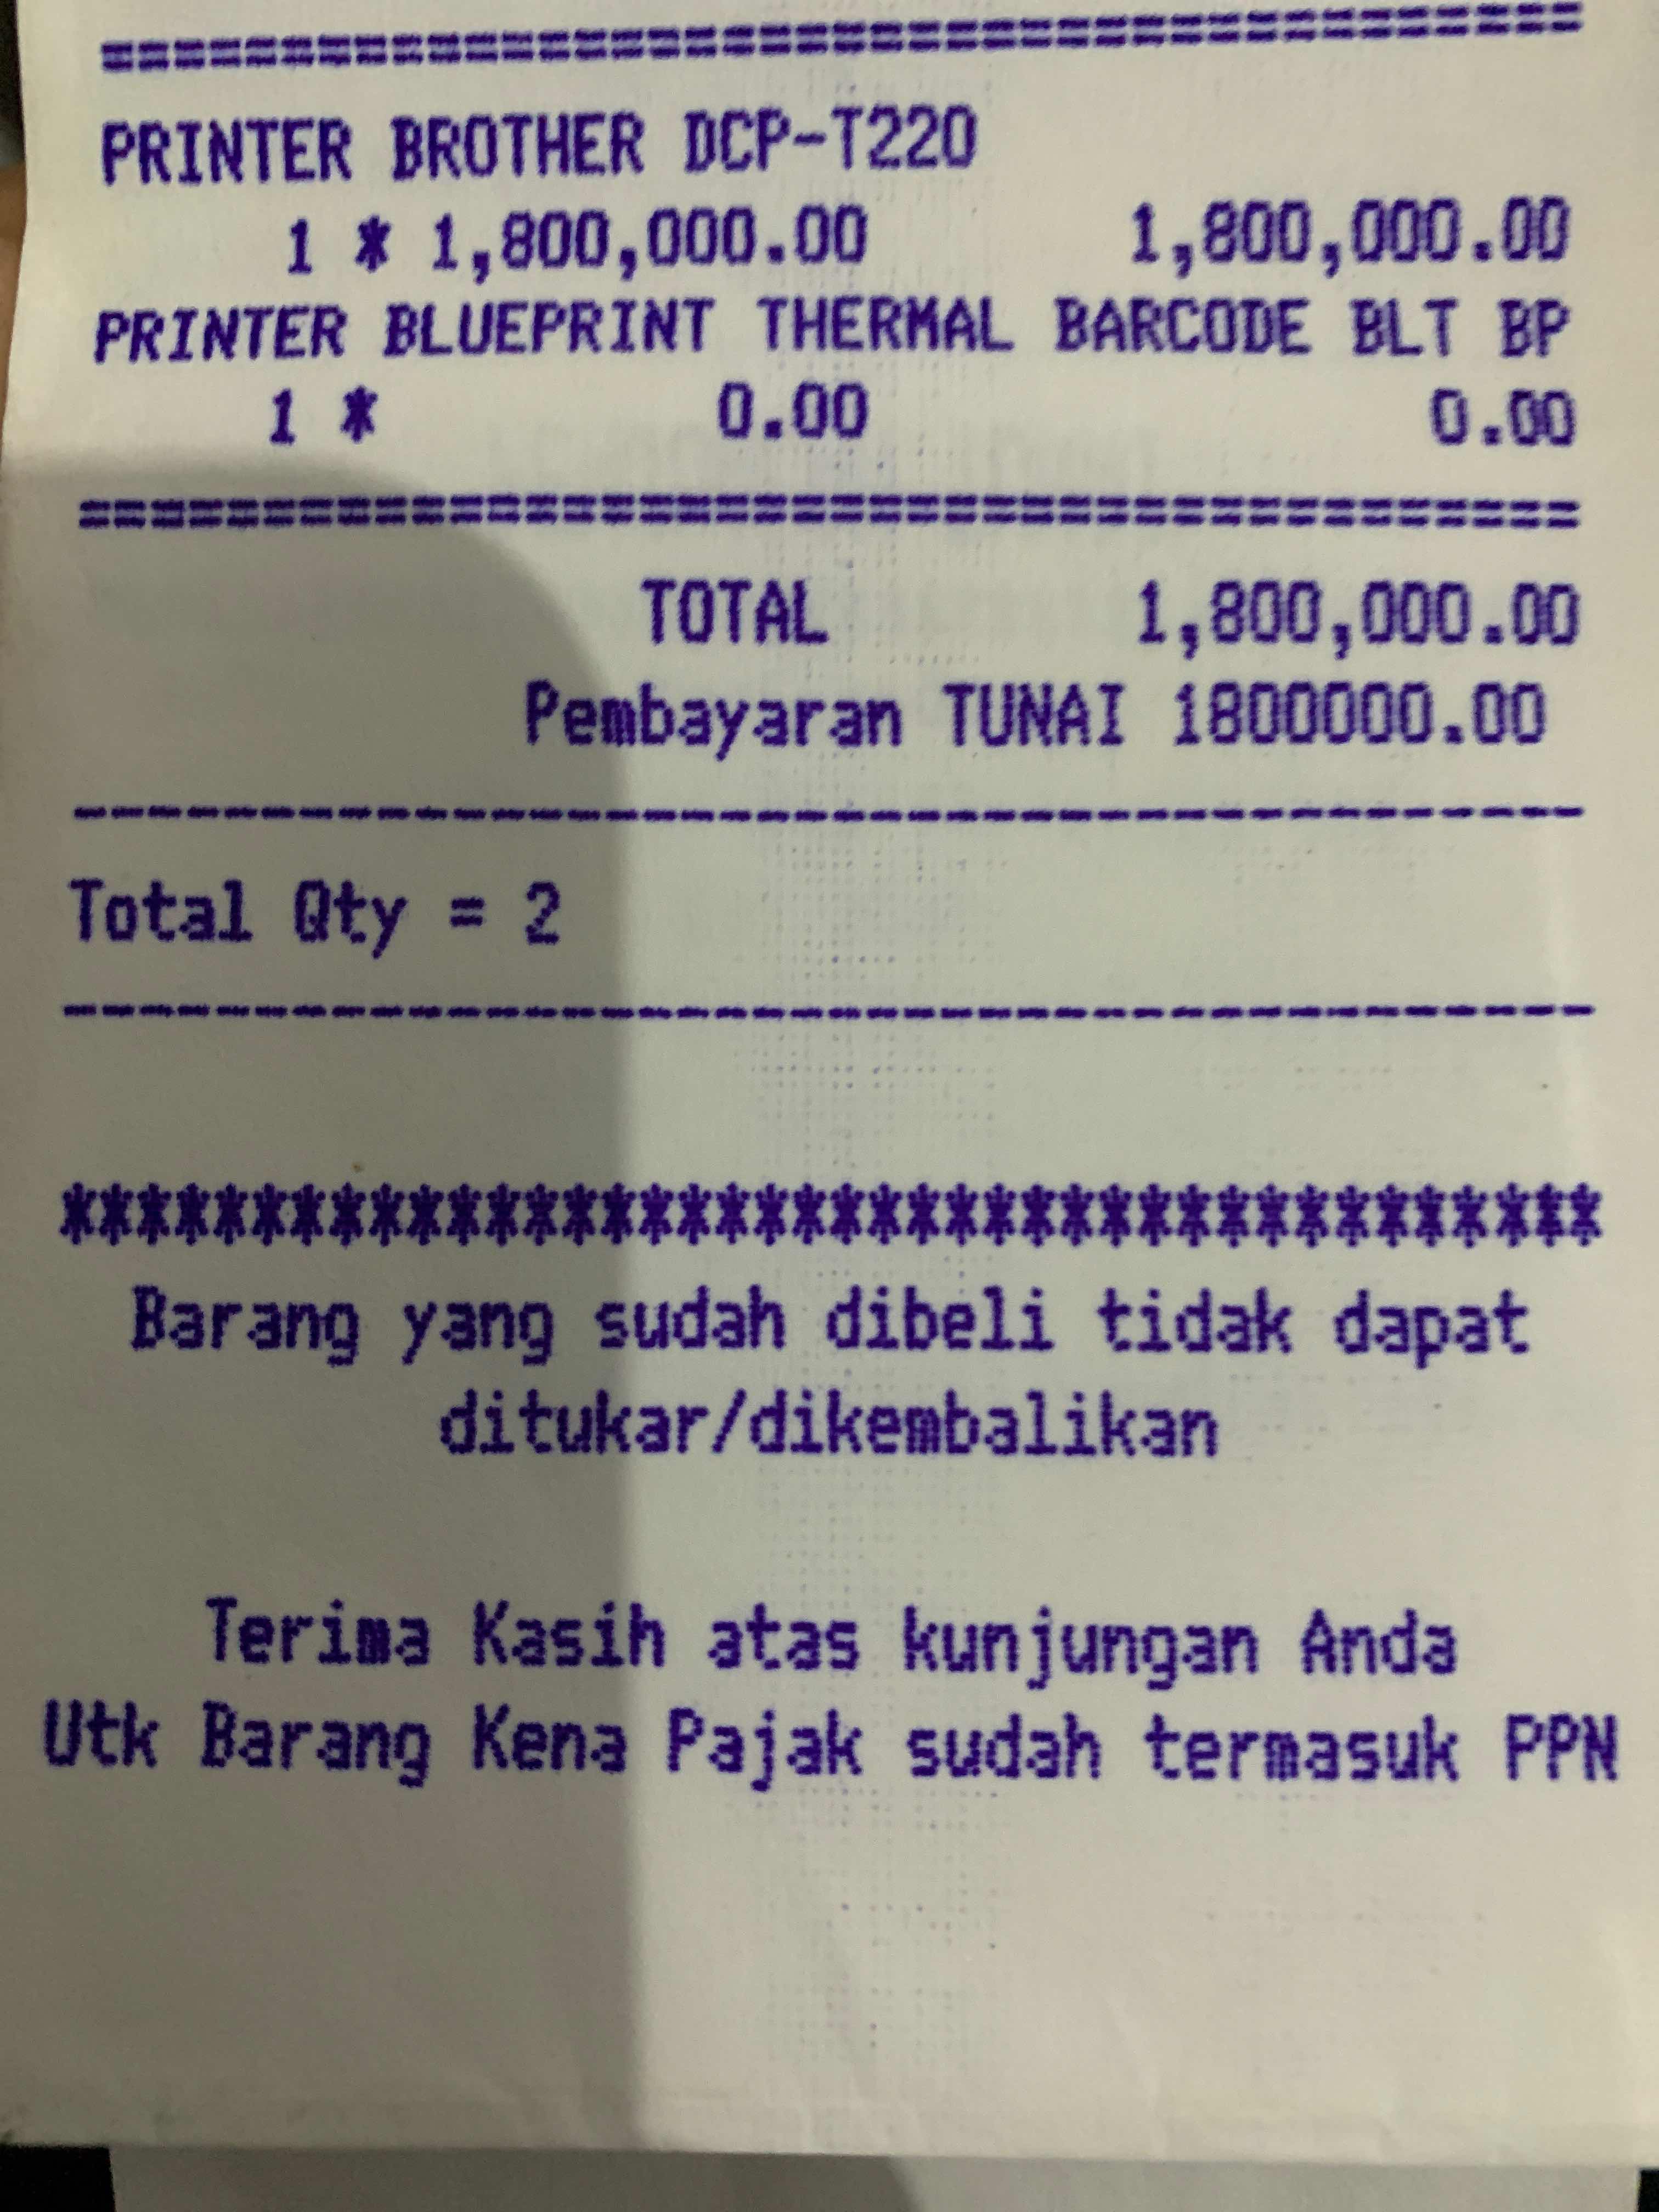 ========================================
PRINTER BROTHER DCP-T220
1 * 1,800,000.00 1,800,000.00
PRINTER BLUEPRINT THERMAL BARCODE BLT BP
1 * 0.00 0.00
========================================
TOTAL 1,800,000.00
Pembayaran TUNAI 1800000.00
----------------------------------------
Total Qty = 2
----------------------------------------
****************************************
Barang yang sudah dibeli tidak dapat
ditukar/dikembalikan
Terima Kasih atas kunjungan Anda
Utk Barang Kena Pajak sudah termasuk PPN